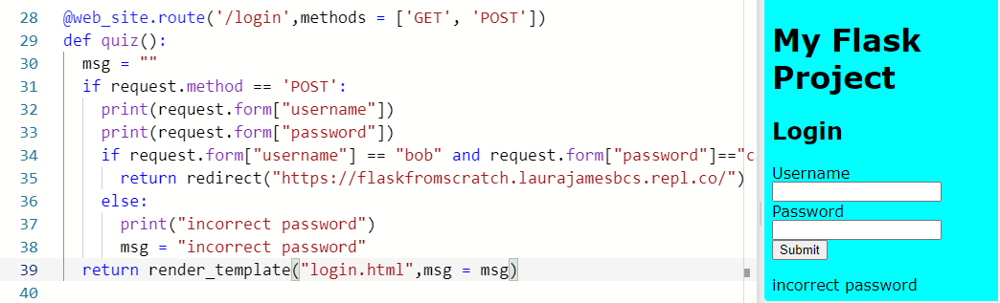 28 @web_site.route('/login',methods = ['GET', 'POST'])
29 def quiz():
30 msg = ""
31 if request.method == 'POST':
32 print(request.form["username"])
33 print(request.form["password"])
34 if request.form["username"] == "bob" and request.form["password"]=="c
35 return redirect("https://flaskfromscratch.laurajamesbcs.repl.co/")
36 else:
37 print("incorrect password")
38 msg = "incorrect password"
39 return render_template("login.html",msg = msg)
40
My Flask
Project
Login
Username
Password
Submit
incorrect password